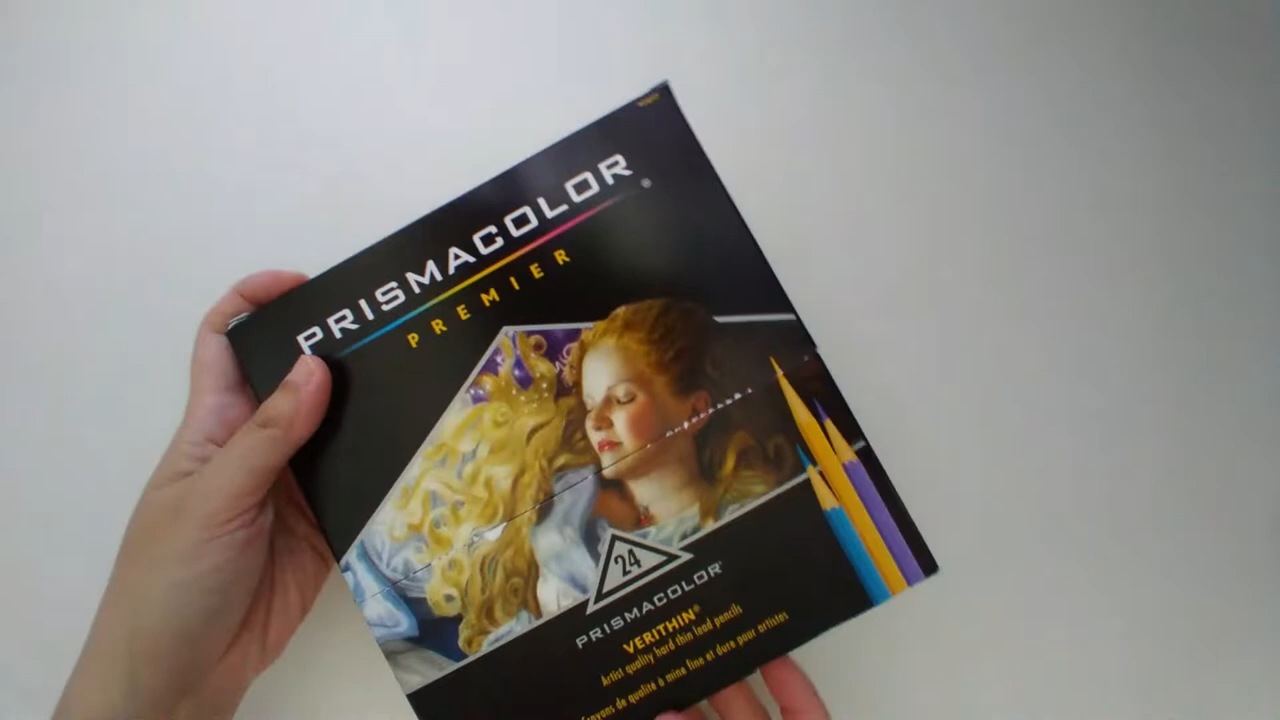 PRISMACOLOR®
PREMIER
24
PRISMACOLOR
VERITHIN®
Artist quality hard thin lead pencils
Crayons de qualité à mine fine et dure pour artistes